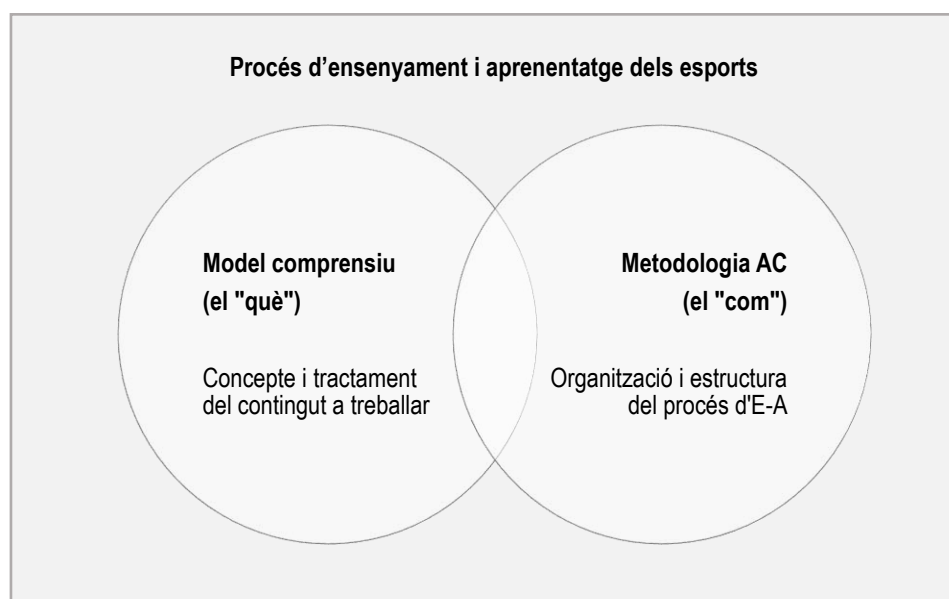 Procés d’ensenyament i aprenentatge dels esports
Model comprensiu
(el "què")
Concepte i tractament
del contingut a treballar
Metodologia AC
(el "com")
Organització i estructura
del procés d'E-A